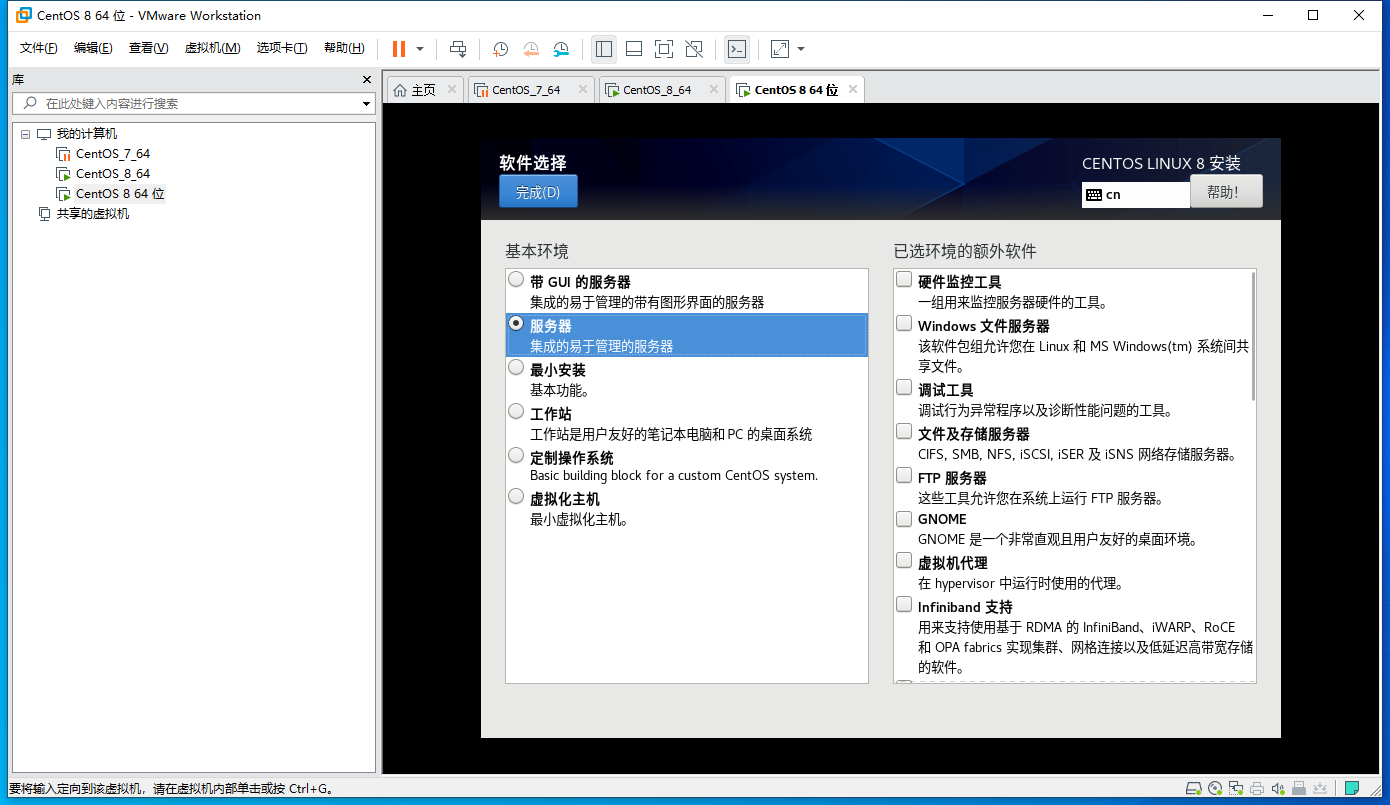 CentOS 8 64 位 - VMware Workstation
文件(F) 编辑(E) 查看(V) 虚拟机(M) 选项卡(T) 帮助(H)
库
在此处键入内容进行搜索
我的计算机
CentOS_7_64
CentOS_8_64
CentOS 8 64 位
共享的虚拟机
主页 CentOS_7_64 CentOS_8_64 CentOS 8 64 位
软件选择
完成(D)
CENTOS LINUX 8 安装
cn 帮助！
基本环境
带 GUI 的服务器
集成的易于管理的带有图形界面的服务器
服务器
集成的易于管理的服务器
最小安装
基本功能。
工作站
工作站是用户友好的笔记本电脑和 PC 的桌面系统
定制操作系统
Basic building block for a custom CentOS system.
虚拟化主机
最小虚拟化主机。
已选环境的额外软件
硬件监控工具
一组用来监控服务器硬件的工具。
Windows 文件服务器
该软件包组允许您在 Linux 和 MS Windows(tm) 系统间共
享文件。
调试工具
调试行为异常程序以及诊断性能问题的工具。
文件及存储服务器
CIFS, SMB, NFS, iSCSI, iSER 及 iSNS 网络存储服务器。
FTP 服务器
这些工具允许您在系统上运行 FTP 服务器。
GNOME
GNOME 是一个非常直观且用户友好的桌面环境。
虚拟机代理
在 hypervisor 中运行时使用的代理。
Infiniband 支持
用来支持使用基于 RDMA 的 InfiniBand、iWARP、RoCE
和 OPA fabrics 实现集群、网格连接以及低延迟高带宽存储
的软件。
要将输入定向到该虚拟机，请在虚拟机内部单击或按 Ctrl+G。